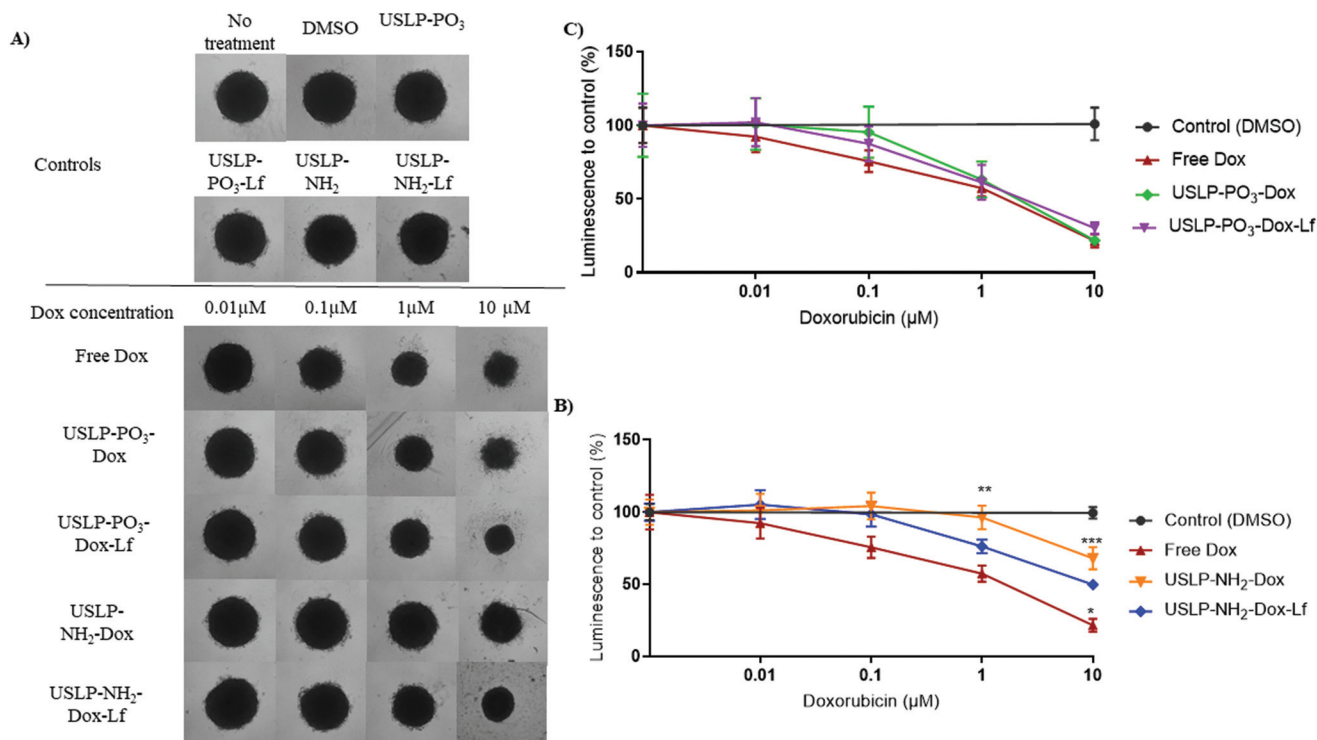 A)
No
treatment
DMSO
USLP-PO₃
Controls
USLP-
PO₃-Lf
USLP-
NH₂
USLP-
NH₂-Lf
Dox concentration
0.01µM
0.1µM
1µM
10 µM
Free Dox
USLP-PO₃-
Dox
USLP-PO₃-
Dox-Lf
USLP-
NH₂-Dox
USLP-NH₂-
Dox-Lf
C)
Luminescence to control (%)
150
100
50
0
0.01
0.1
1
10
Doxorubicin (µM)
Control (DMSO)
Free Dox
USLP-PO₃-Dox
USLP-PO₃-Dox-Lf
B)
Luminescence to control (%)
150
100
50
0
**
***
*
0.01
0.1
1
10
Doxorubicin (µM)
Control (DMSO)
Free Dox
USLP-NH₂-Dox
USLP-NH₂-Dox-Lf